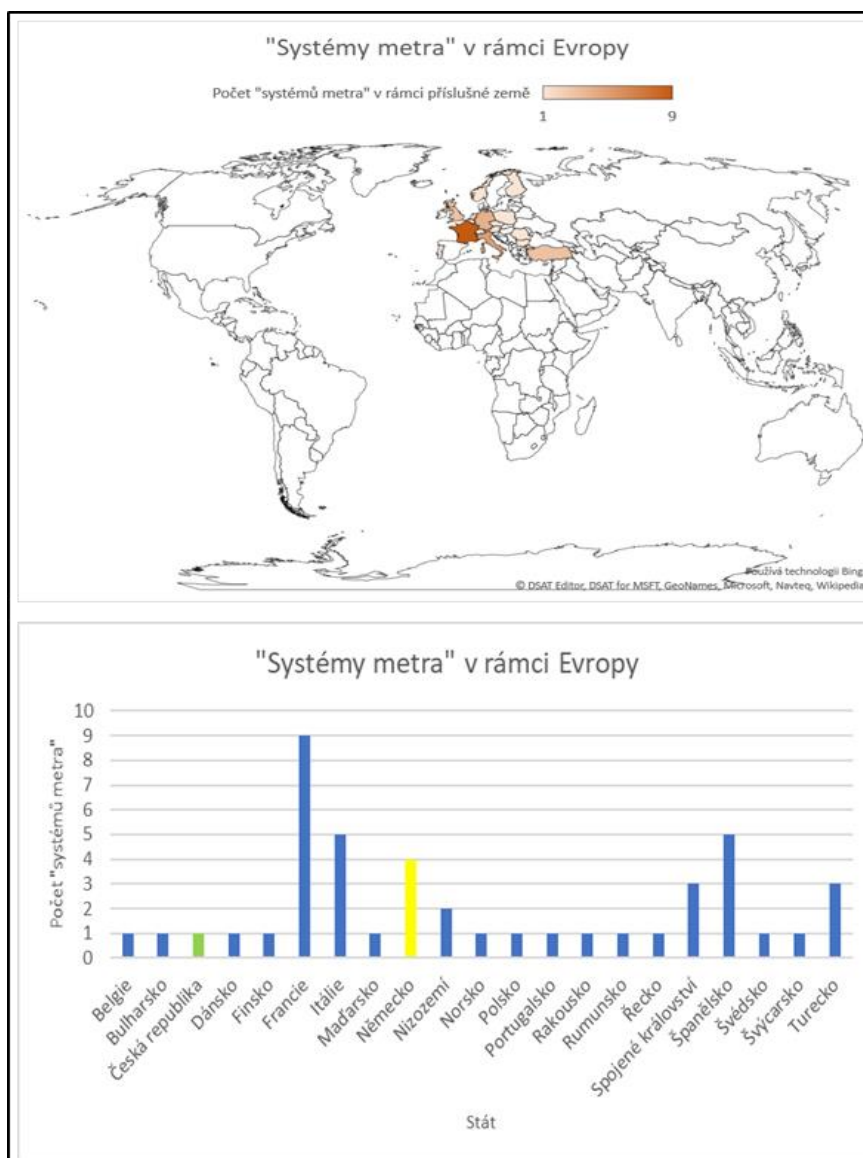 "Systémy metra" v rámci Evropy
Počet "systémů metra" v rámci příslušné země
1 9
Používá technologii Bing
© DSAT Editor, DSAT for MSFT, GeoNames, Microsoft, Navteq, Wikipedia
"Systémy metra" v rámci Evropy
Počet "systémů metra"
10
9
8
7
6
5
4
3
2
1
0
Belgie
Bulharsko
Česká republika
Dánsko
Finsko
Francie
Itálie
Maďarsko
Německo
Nizozemí
Norsko
Polsko
Portugalsko
Rakousko
Rumunsko
Řecko
Spojené království
Španělsko
Švédsko
Švýcarsko
Turecko
Stát